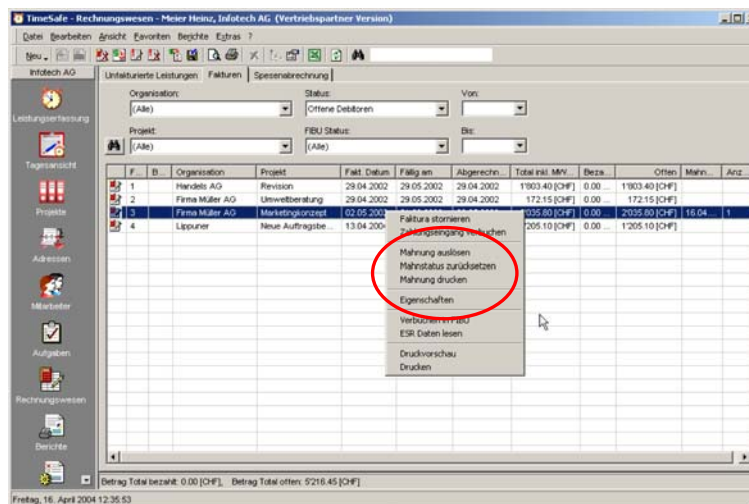 TimeSafe - Rechnungswesen - Meier Heinz, Infotech AG (Vertriebspartner Version)
Datei Bearbeiten Ansicht Favoriten Berichte Extras ?
Neu
Infotech AG
Unfakturierte Leistungen Fakturen Spesenabrechnung
Organisation: Status: Von:
(Alle) Offene Debitoren
Leistungserfassung
Projekt: FIBU Status: Bis:
(Alle) (Alle)
Tagesansicht
F... B... Organisation Projekt Fakt. Datum Fällig am Abgerechn... Total inkl. MW... Beza... Offen Mahn... Anz...
1 Handels AG Revision 29.04.2002 29.05.2002 29.04.2002 1'803.40 [CHF] 0.00 ... 1'803.40 [CHF]
2 Firma Müller AG Umweltberatung 29.04.2002 29.05.2002 29.04.2002 172.15 [CHF] 0.00 ... 172.15 [CHF]
3 Firma Müller AG Marketingkonzept 02.05.200 2'035.80 [CHF] 0.00 ... 2'035.80 [CHF] 16.04.... 1
4 Lippuner Neue Auftragsbe... 13.04.200 1'205.10 [CHF] 0.00 ... 1'205.10 [CHF]
Faktura stornieren
Zahlungseingang verbuchen
Mahnung auslösen
Mahnstatus zurücksetzen
Mahnung drucken
Eigenschaften
Verbuchen in FIBU
ESR Daten lesen
Druckvorschau
Drucken
Projekte
Adressen
Mitarbeiter
Aufgaben
Rechnungswesen
Berichte
Betrag Total bezahlt: 0.00 [CHF], Betrag Total offen: 5'216.45 [CHF]
Freitag, 16. April 2004 12:35:53